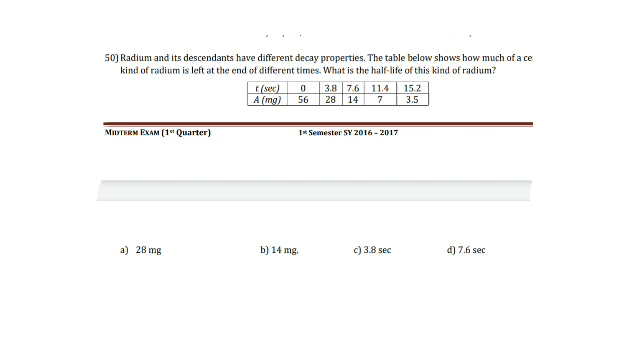 50) Radium and its descendants have different decay properties. The table below shows how much of a
kind of radium is left at the end of different times. What is the half-life of this kind of radium?
t (sec) 0 3.8 7.6 11.4 15.2
A (mg) 56 28 14 7 3.5
MIDTERM EXAM (1st Quarter) 1st Semester SY 2016 – 2017
a) 28 mg b) 14 mg. c) 3.8 sec d) 7.6 sec